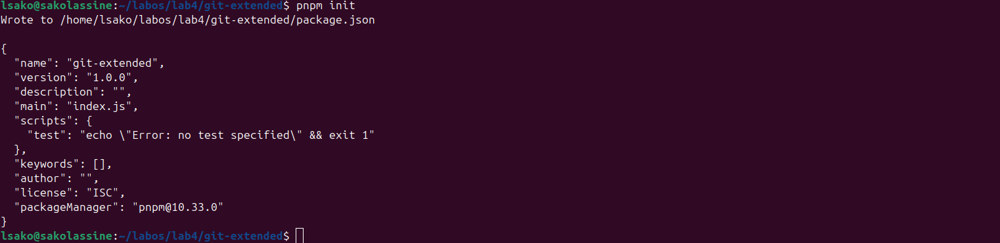 lsako@sakolassine:~/labos/lab4/git-extended$ pnpm init
Wrote to /home/lsako/labos/lab4/git-extended/package.json

{
  "name": "git-extended",
  "version": "1.0.0",
  "description": "",
  "main": "index.js",
  "scripts": {
    "test": "echo \"Error: no test specified\" && exit 1"
  },
  "keywords": [],
  "author": "",
  "license": "ISC",
  "packageManager": "pnpm@10.33.0"
}
lsako@sakolassine:~/labos/lab4/git-extended$